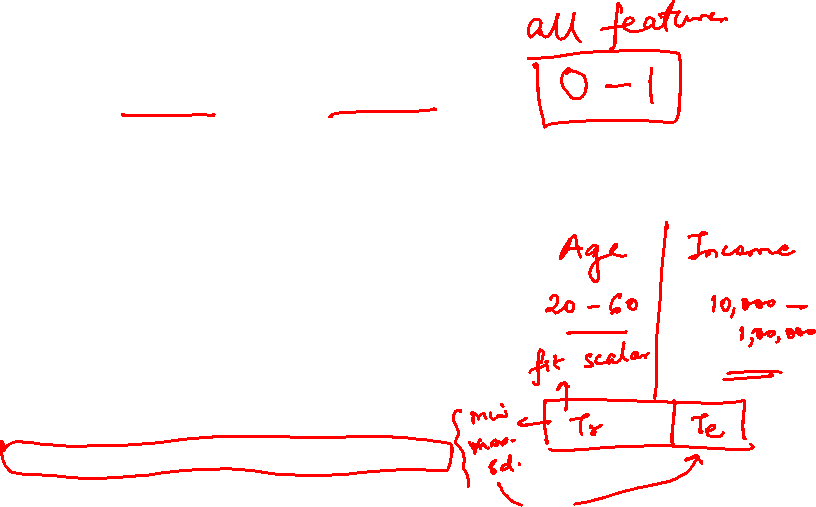 all feature
0 - 1
Age
Income
20 - 60
10,000 -
1,00,000
fit scalar
min
max.
sd.
Tr
Te